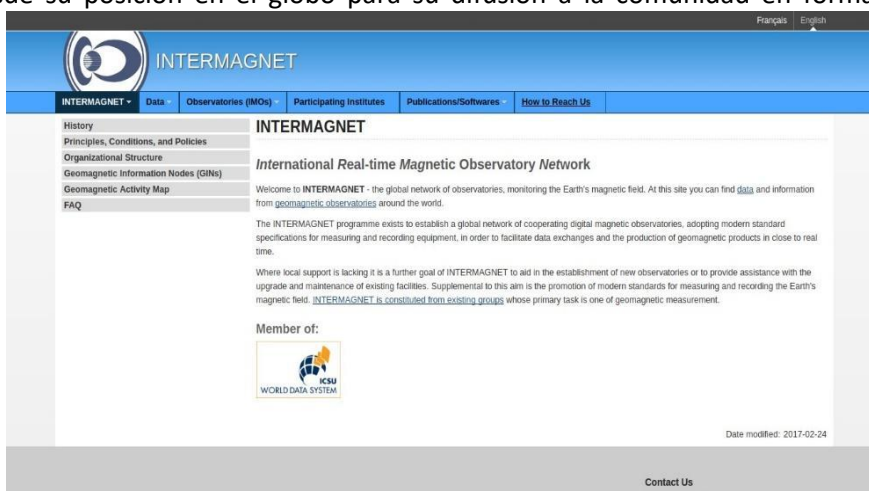 de su posición en el globo para su difusión a la comunidad en forma
Français English
INTERMAGNET
INTERMAGNET Data Observatories (IMOs) Participating Institutes Publications/Softwares How to Reach Us
History
Principles, Conditions, and Policies
Organizational Structure
Geomagnetic Information Nodes (GINs)
Geomagnetic Activity Map
FAQ
INTERMAGNET
International Real-time Magnetic Observatory Network
Welcome to INTERMAGNET - the global network of observatories, monitoring the Earth's magnetic field. At this site you can find data and information
from geomagnetic observatories around the world.
The INTERMAGNET programme exists to establish a global network of cooperating digital magnetic observatories, adopting modern standard
specifications for measuring and recording equipment, in order to facilitate data exchanges and the production of geomagnetic products in close to real
time.
Where local support is lacking it is a further goal of INTERMAGNET to aid in the establishment of new observatories or to provide assistance with the
upgrade and maintenance of existing facilities. Supplemental to this aim is the promotion of modern standards for measuring and recording the Earth's
magnetic field. INTERMAGNET is constituted from existing groups whose primary task is one of geomagnetic measurement.
Member of:
ICSU
WORLD DATA SYSTEM
Date modified: 2017-02-24
Contact Us